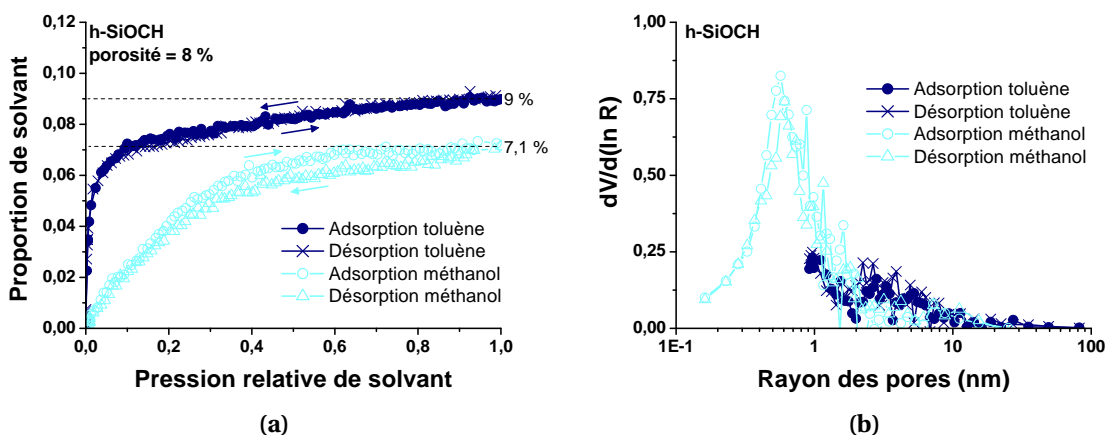 h-SiOCH
porosité = 8 %
0,12
0,10
0,08
0,06
0,04
0,02
0,00
0,0
0,2
0,4
0,6
0,8
1,0
9 %
7,1 %
Adsorption toluène
Désorption toluène
Adsorption méthanol
Désorption méthanol
Proportion de solvant
Pression relative de solvant
(a)
h-SiOCH
1,00
0,75
0,50
0,25
0,00
1E-1
1
10
100
Adsorption toluène
Désorption toluène
Adsorption méthanol
Désorption méthanol
dV/d(ln R)
Rayon des pores (nm)
(b)